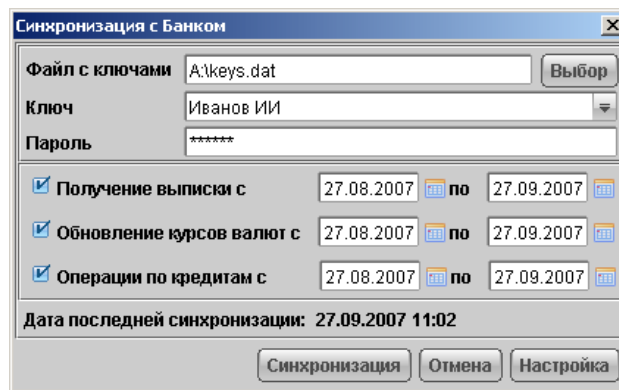 Синхронизация с Банком
Файл с ключами A:\keys.dat Выбор
Ключ Иванов ИИ
Пароль ******
Получение выписки с 27.08.2007 по 27.09.2007
Обновление курсов валют с 27.08.2007 по 27.09.2007
Операции по кредитам с 27.08.2007 по 27.09.2007
Дата последней синхронизации: 27.09.2007 11:02
Синхронизация Отмена Настройка